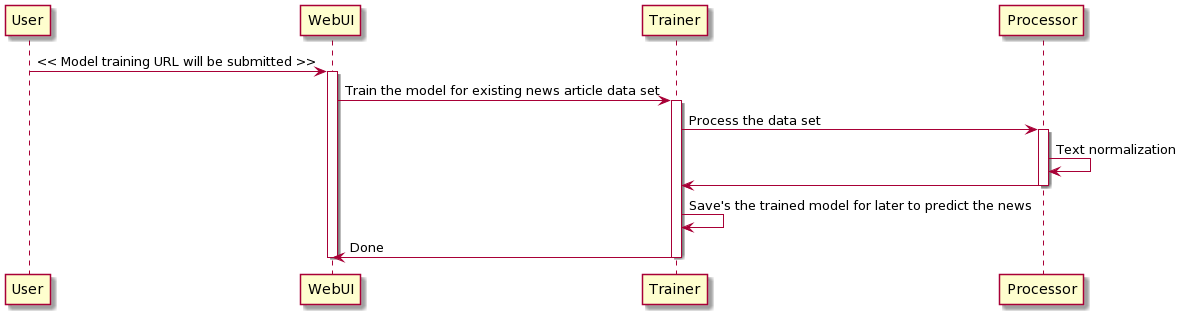 User
WebUI
Trainer
Processor
<< Model training URL will be submitted >>
Train the model for existing news article data set
Process the data set
Text normalization
Save's the trained model for later to predict the news
Done
User
WebUI
Trainer
Processor